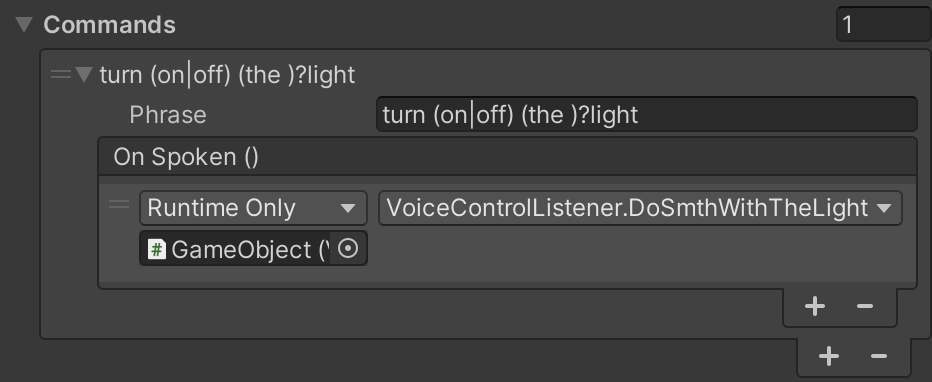 Commands 1
turn (on|off) (the )?light
Phrase turn (on|off) (the )?light
On Spoken ()
Runtime Only VoiceControlListener.DoSmthWithTheLight
# GameObject (
+ −
+ −